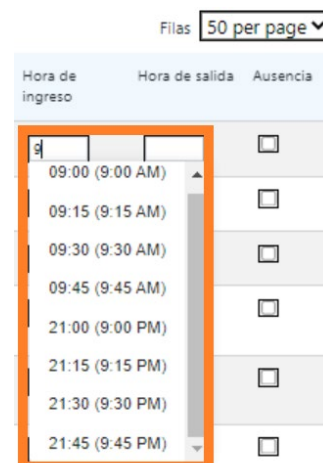 Filas 50 per page
Hora de ingreso Hora de salida Ausencia
9
09:00 (9:00 AM)
09:15 (9:15 AM)
09:30 (9:30 AM)
09:45 (9:45 AM)
21:00 (9:00 PM)
21:15 (9:15 PM)
21:30 (9:30 PM)
21:45 (9:45 PM)